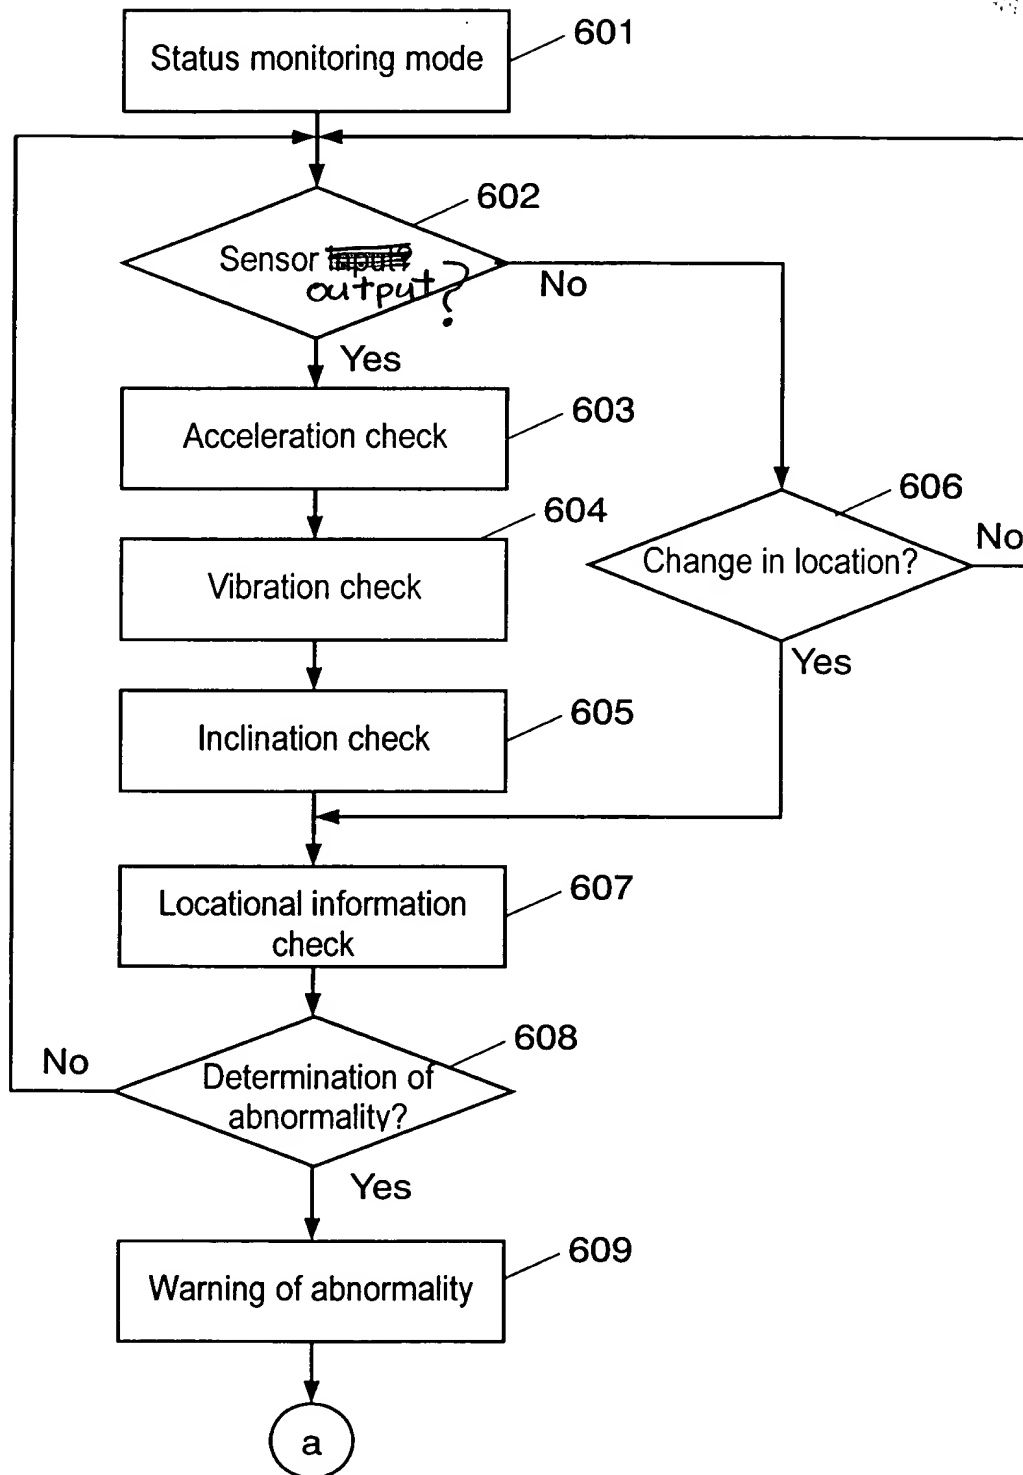 Status monitoring mode
601
602
Sensor input?
output?
No
Yes
Acceleration check
603
604
Vibration check
606
Change in location?
No
Yes
Inclination check
605
Locational information
check
607
608
No
Determination of
abnormality?
Yes
Warning of abnormality
609
a